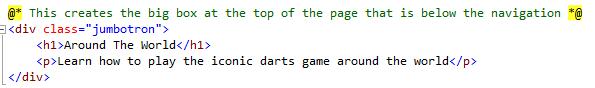 @* This creates the big box at the top of the page that is below the navigation *@
<div class="jumbotron">
    <h1>Around The World</h1>
    <p>Learn how to play the iconic darts game around the world</p>
</div>